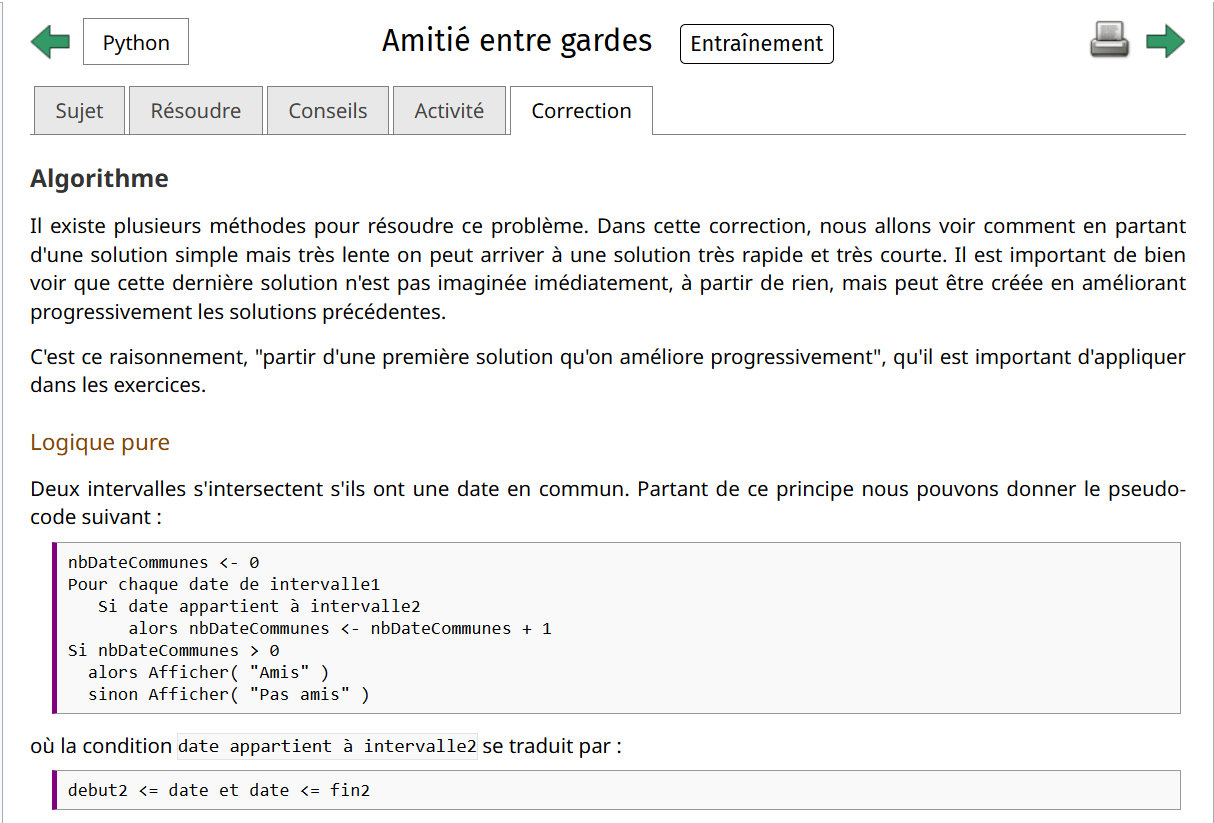 Python
Amitié entre gardes
Entraînement
Sujet
Résoudre
Conseils
Activité
Correction
Algorithme
Il existe plusieurs méthodes pour résoudre ce problème. Dans cette correction, nous allons voir comment en partant
d'une solution simple mais très lente on peut arriver à une solution très rapide et très courte. Il est important de bien
voir que cette dernière solution n'est pas imaginée imédiatement, à partir de rien, mais peut être créée en améliorant
progressivement les solutions précédentes.
C'est ce raisonnement, "partir d'une première solution qu'on améliore progressivement", qu'il est important d'appliquer
dans les exercices.
Logique pure
Deux intervalles s'intersectent s'ils ont une date en commun. Partant de ce principe nous pouvons donner le pseudo-
code suivant :
nbDateCommunes <- 0
Pour chaque date de intervalle1
   Si date appartient à intervalle2
      alors nbDateCommunes <- nbDateCommunes + 1
Si nbDateCommunes > 0
  alors Afficher( "Amis" )
  sinon Afficher( "Pas amis" )
où la condition date appartient à intervalle2 se traduit par :
debut2 <= date et date <= fin2